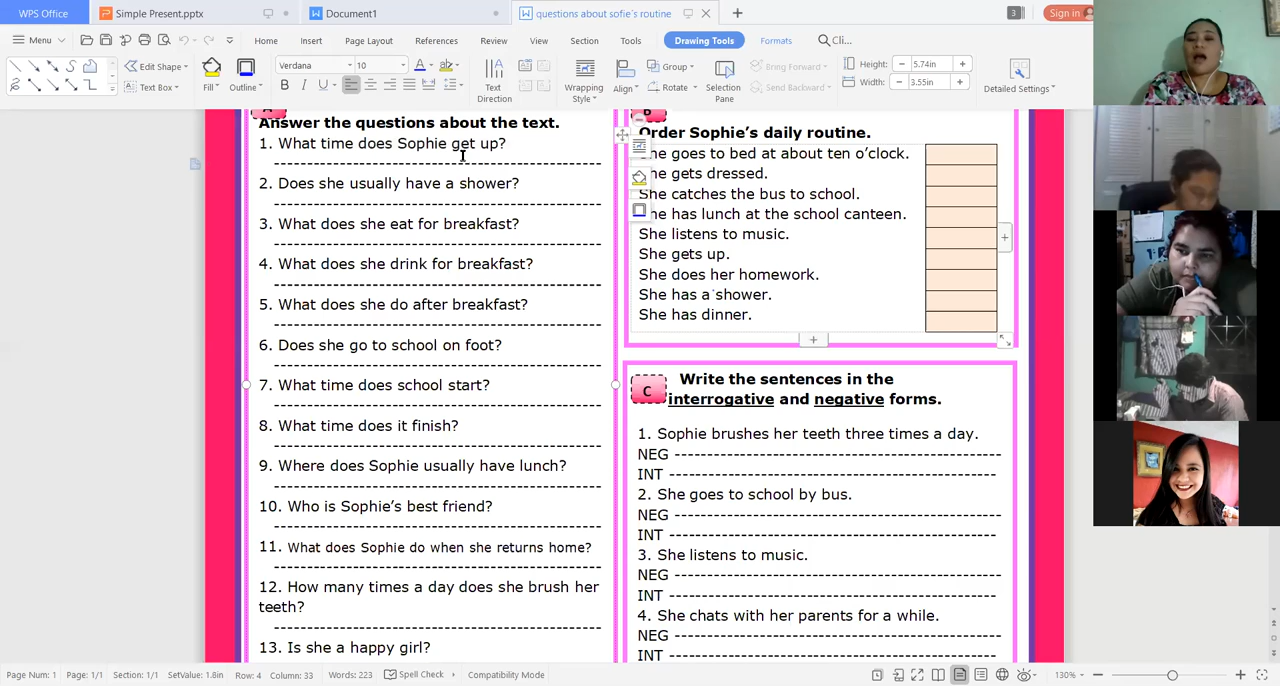 WPS Office
Simple Present.pptx
Document1
questions about sofie's routine
3
Sign in
Menu
Home
Insert
Page Layout
References
Review
View
Section
Tools
Drawing Tools
Formats
Cli...
Edit Shape
Text Box
Fill
Outline
Verdana
10
Text Direction
Wrapping Style
Align
Group
Rotate
Selection Pane
Bring Forward
Send Backward
Height: 5.74in
Width: 3.55in
Detailed Settings
Answer the questions about the text.
1. What time does Sophie get up?
2. Does she usually have a shower?
3. What does she eat for breakfast?
4. What does she drink for breakfast?
5. What does she do after breakfast?
6. Does she go to school on foot?
7. What time does school start?
8. What time does it finish?
9. Where does Sophie usually have lunch?
10. Who is Sophie's best friend?
11. What does Sophie do when she returns home?
12. How many times a day does she brush her
teeth?
13. Is she a happy girl?
Order Sophie's daily routine.
She goes to bed at about ten o'clock.
She gets dressed.
She catches the bus to school.
She has lunch at the school canteen.
She listens to music.
She gets up.
She does her homework.
She has a shower.
She has dinner.
C
Write the sentences in the
interrogative and negative forms.
1. Sophie brushes her teeth three times a day.
NEG
INT
2. She goes to school by bus.
NEG
INT
3. She listens to music.
NEG
INT
4. She chats with her parents for a while.
NEG
INT
Page Num: 1
Page: 1/1
Section: 1/1
SetValue: 1.8in
Row: 4
Column: 33
Words: 223
Spell Check
Compatibility Mode
130%